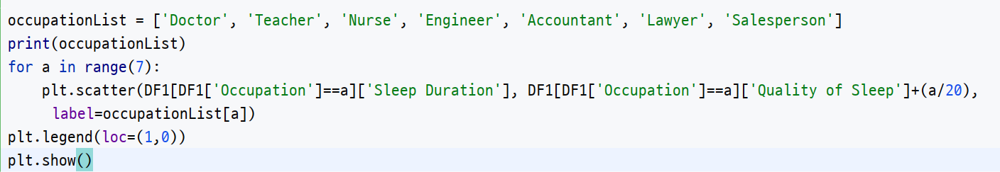 occupationList = ['Doctor', 'Teacher', 'Nurse', 'Engineer', 'Accountant', 'Lawyer', 'Salesperson']
print(occupationList)
for a in range(7):
    plt.scatter(DF1[DF1['Occupation']==a]['Sleep Duration'], DF1[DF1['Occupation']==a]['Quality of Sleep']+(a/20),
     label=occupationList[a])
plt.legend(loc=(1,0))
plt.show()